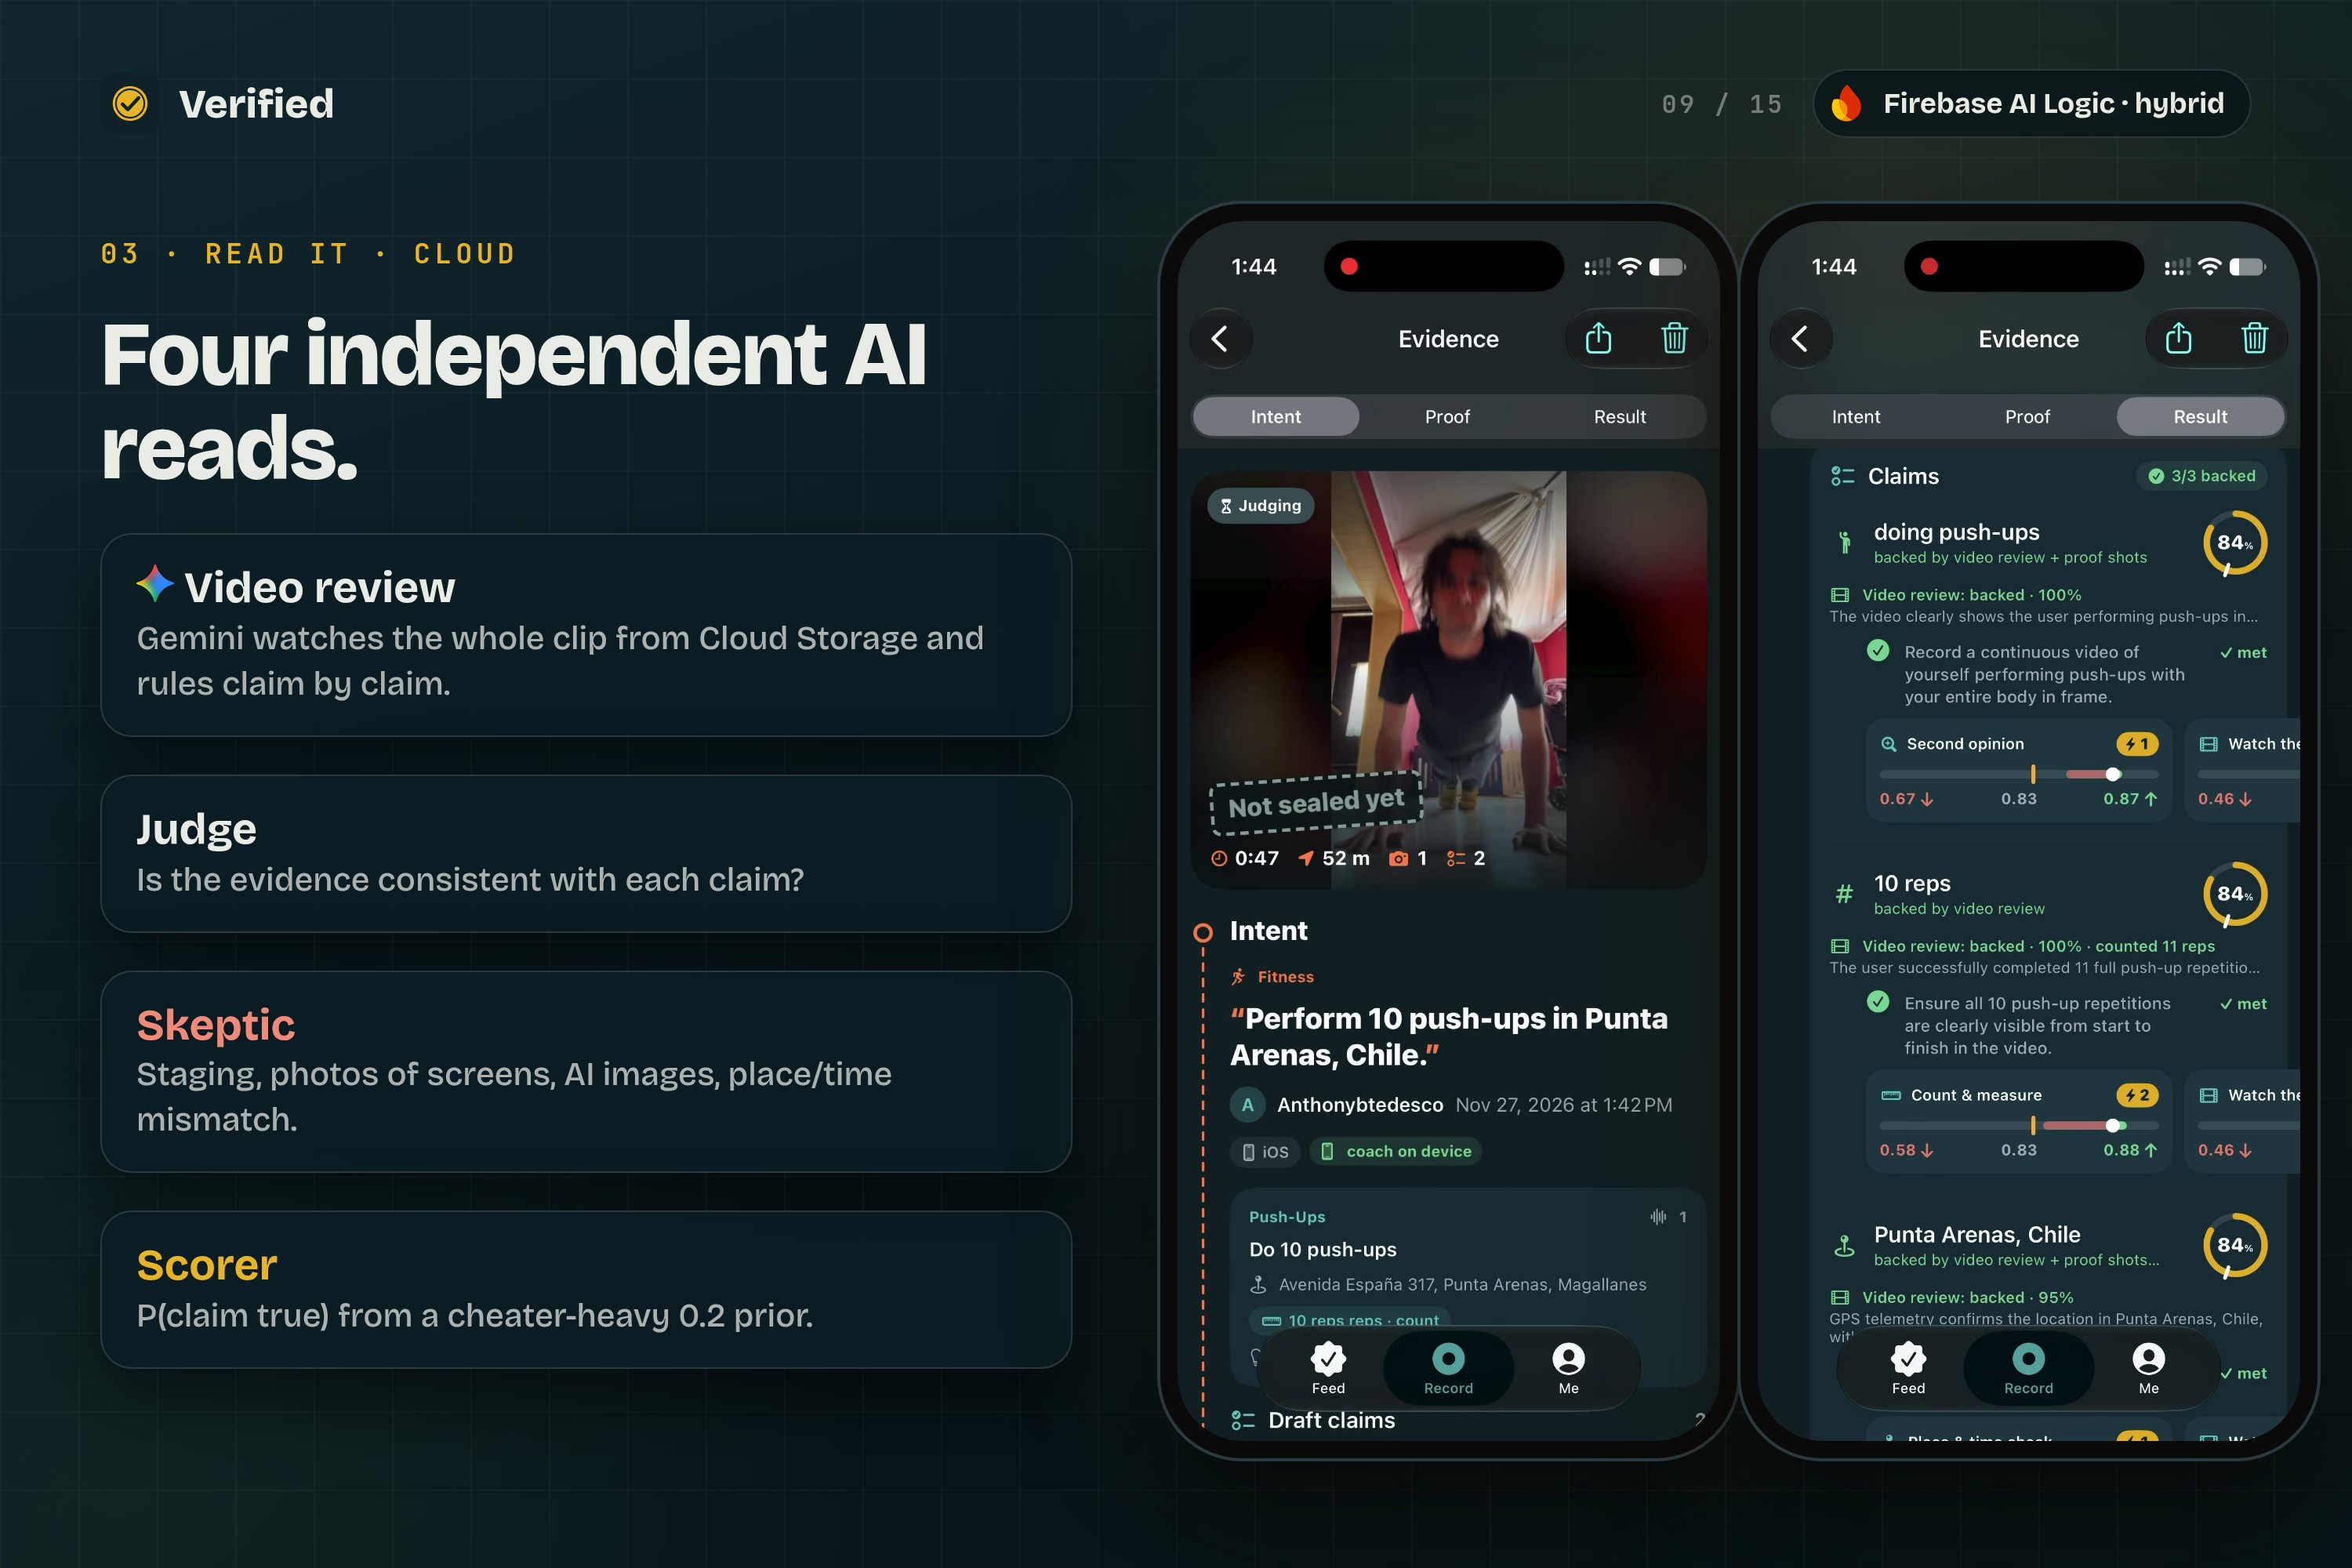 Verified
09 / 15
Firebase AI Logic · hybrid
03 · READ IT · CLOUD
Four independent AI
reads.
Video review
Gemini watches the whole clip from Cloud Storage and
rules claim by claim.
Judge
Is the evidence consistent with each claim?
Skeptic
Staging, photos of screens, AI images, place/time
mismatch.
Scorer
P(claim true) from a cheater-heavy 0.2 prior.
1:44
Evidence
Intent Proof Result
Judging
Not sealed yet
0:47 52 m 1 2
Intent
Fitness
“Perform 10 push-ups in Punta
Arenas, Chile.”
A Anthonybtedesco Nov 27, 2026 at 1:42 PM
iOS coach on device
Push-Ups 1
Do 10 push-ups
Avenida España 317, Punta Arenas, Magallanes
10 reps reps · count
Feed Record Me
Draft claims
1:44
Evidence
Intent Proof Result
Claims 3/3 backed
doing push-ups 84%
backed by video review + proof shots
Video review: backed · 100%
The video clearly shows the user performing push-ups in...
Record a continuous video of ✓ met
yourself performing push-ups with
your entire body in frame.
Second opinion 1 Watch the
0.67 ↓ 0.83 0.87 ↑ 0.46 ↓
# 10 reps 84%
backed by video review
Video review: backed · 100% · counted 11 reps
The user successfully completed 11 full push-up repetitio...
Ensure all 10 push-up repetitions ✓ met
are clearly visible from start to
finish in the video.
Count & measure 2 Watch the
0.58 ↓ 0.83 0.88 ↑ 0.46 ↓
Punta Arenas, Chile 84%
backed by video review + proof shots...
Video review: backed · 95%
GPS telemetry confirms the location in Punta Arenas, Chile,
✓ met
Feed Record Me
Place & time check